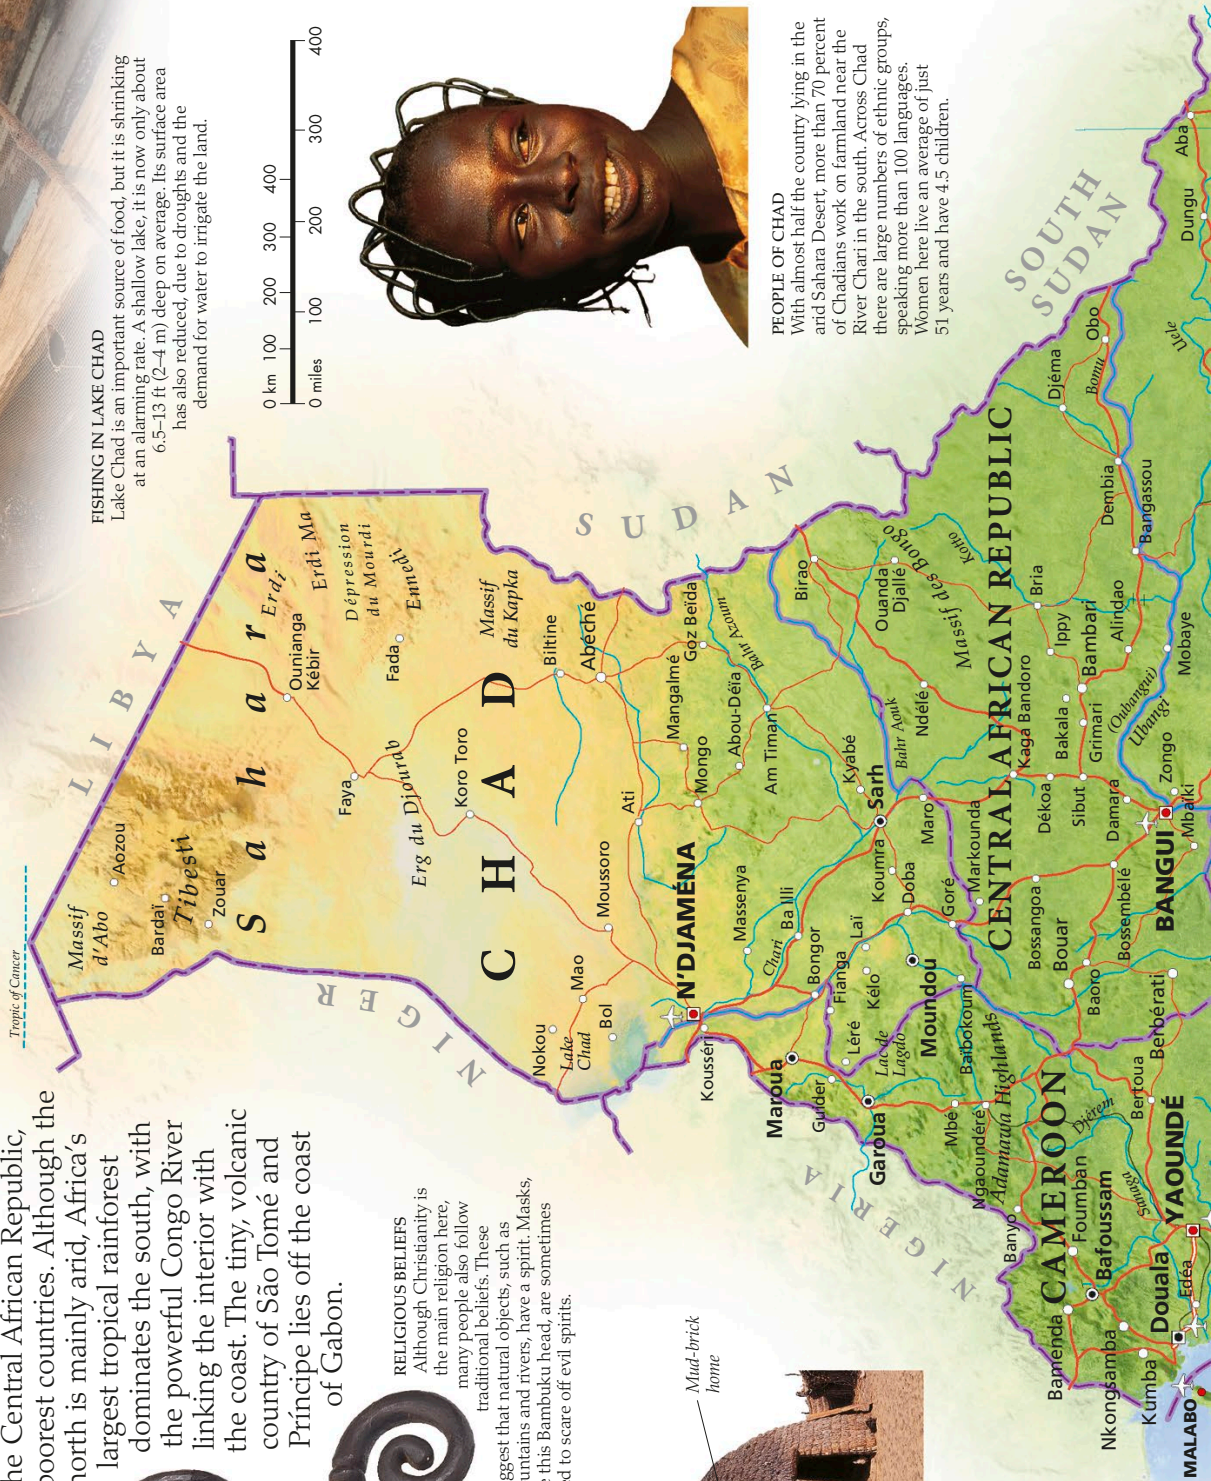 he Central African Republic,
poorest countries. Although the
north is mainly arid, Africa's
largest tropical rainforest
dominates the south, with
the powerful Congo River
linking the interior with
the coast. The tiny, volcanic
country of São Tomé and
Príncipe lies off the coast
of Gabon.
RELIGIOUS BELIEFS
Although Christianity is
the main religion here,
many people also follow
traditional beliefs. These
ggest that natural objects, such as
untains and rivers, have a spirit. Masks,
e this Bambuku head, are sometimes
ed to scare off evil spirits.
Mud-brick
home
FISHING IN LAKE CHAD
Lake Chad is an important source of food, but it is shrinking
at an alarming rate. A shallow lake, it is now only about
6.5–13 ft (2–4 m) deep on average. Its surface area
has also reduced, due to droughts and the
demand for water to irrigate the land.
0 km 100 200 300 400
0 miles 100 200 300 400
PEOPLE OF CHAD
With almost half the country lying in the
arid Sahara Desert, more than 70 percent
of Chadians work on farmland near the
River Chari in the south. Across Chad
there are large numbers of ethnic groups,
speaking more than 100 languages.
Women here live an average of just
51 years and have 4.5 children.
Tropic of Cancer
LIBYA
NIGER
SUDAN
NIGERIA
SOUTH
SUDAN
Massif
d'Abo
Aozou
Bardaï
Tibesti
Zouar
Sahara
Erdi
Erdi Ma
Ounianga
Kébir
Dépression
du Mourdi
Ennedi
Fada
Faya
Erg du Djourab
Koro Toro
CHAD
Massif
du Kapka
Biltine
Abéché
Nokou
Lake
Chad
Mao
Bol
Moussoro
Ati
N'DJAMÉNA
Kousséri
Massenya
Mongo
Mangalmé
Goz Beïda
Bahr Azoum
Abou-Déïa
Am Timan
Chari
Ba Illi
Bongor
Maroua
Guider
Fianga
Laï
Kélo
Léré
Lac de
Lagdo
Garoua
Moundou
Koumra
Doba
Sarh
Kyabé
Bahr Aouk
Maro
Goré
Markounda
Baïbokoum
Birao
Ouanda
Djallé
Massif des Bongo
Kotto
Ndélé
CENTRAL AFRICAN REPUBLIC
Kaga Bandoro
Bria
Ippy
Bambari
Bakala
Grimari
Alindao
Dékoa
Sibut
Damara
Bossangoa
Bouar
Bossembélé
Baoro
Berbérati
BANGUI
Mbaïki
Zongo
(Oubangui)
Ubangi
Mobaye
Bangassou
Dembia
Djéma
Obo
Bomu
Uele
Dungu
Aba
Mbé
Ngaoundéré
Adamawa Highlands
Djérem
Bertoua
Banyo
CAMEROON
Foumban
Bafoussam
Sanaga
YAOUNDÉ
Douala
Edéa
Bamenda
Nkongsamba
Kumba
MALABO